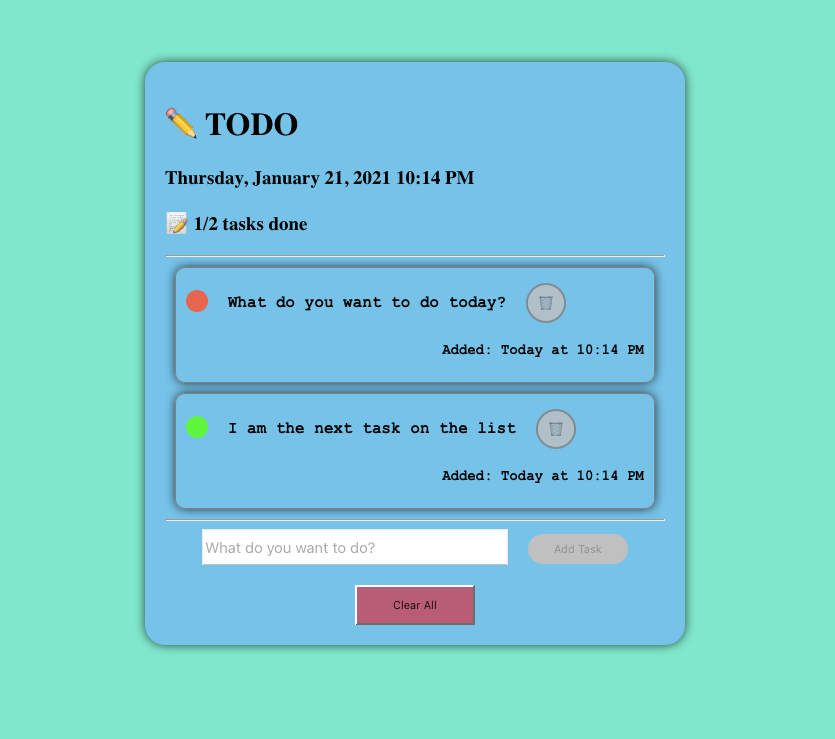 TODO
Thursday, January 21, 2021 10:14 PM
1/2 tasks done
What do you want to do today?
Added: Today at 10:14 PM
I am the next task on the list
Added: Today at 10:14 PM
What do you want to do? Add Task
Clear All